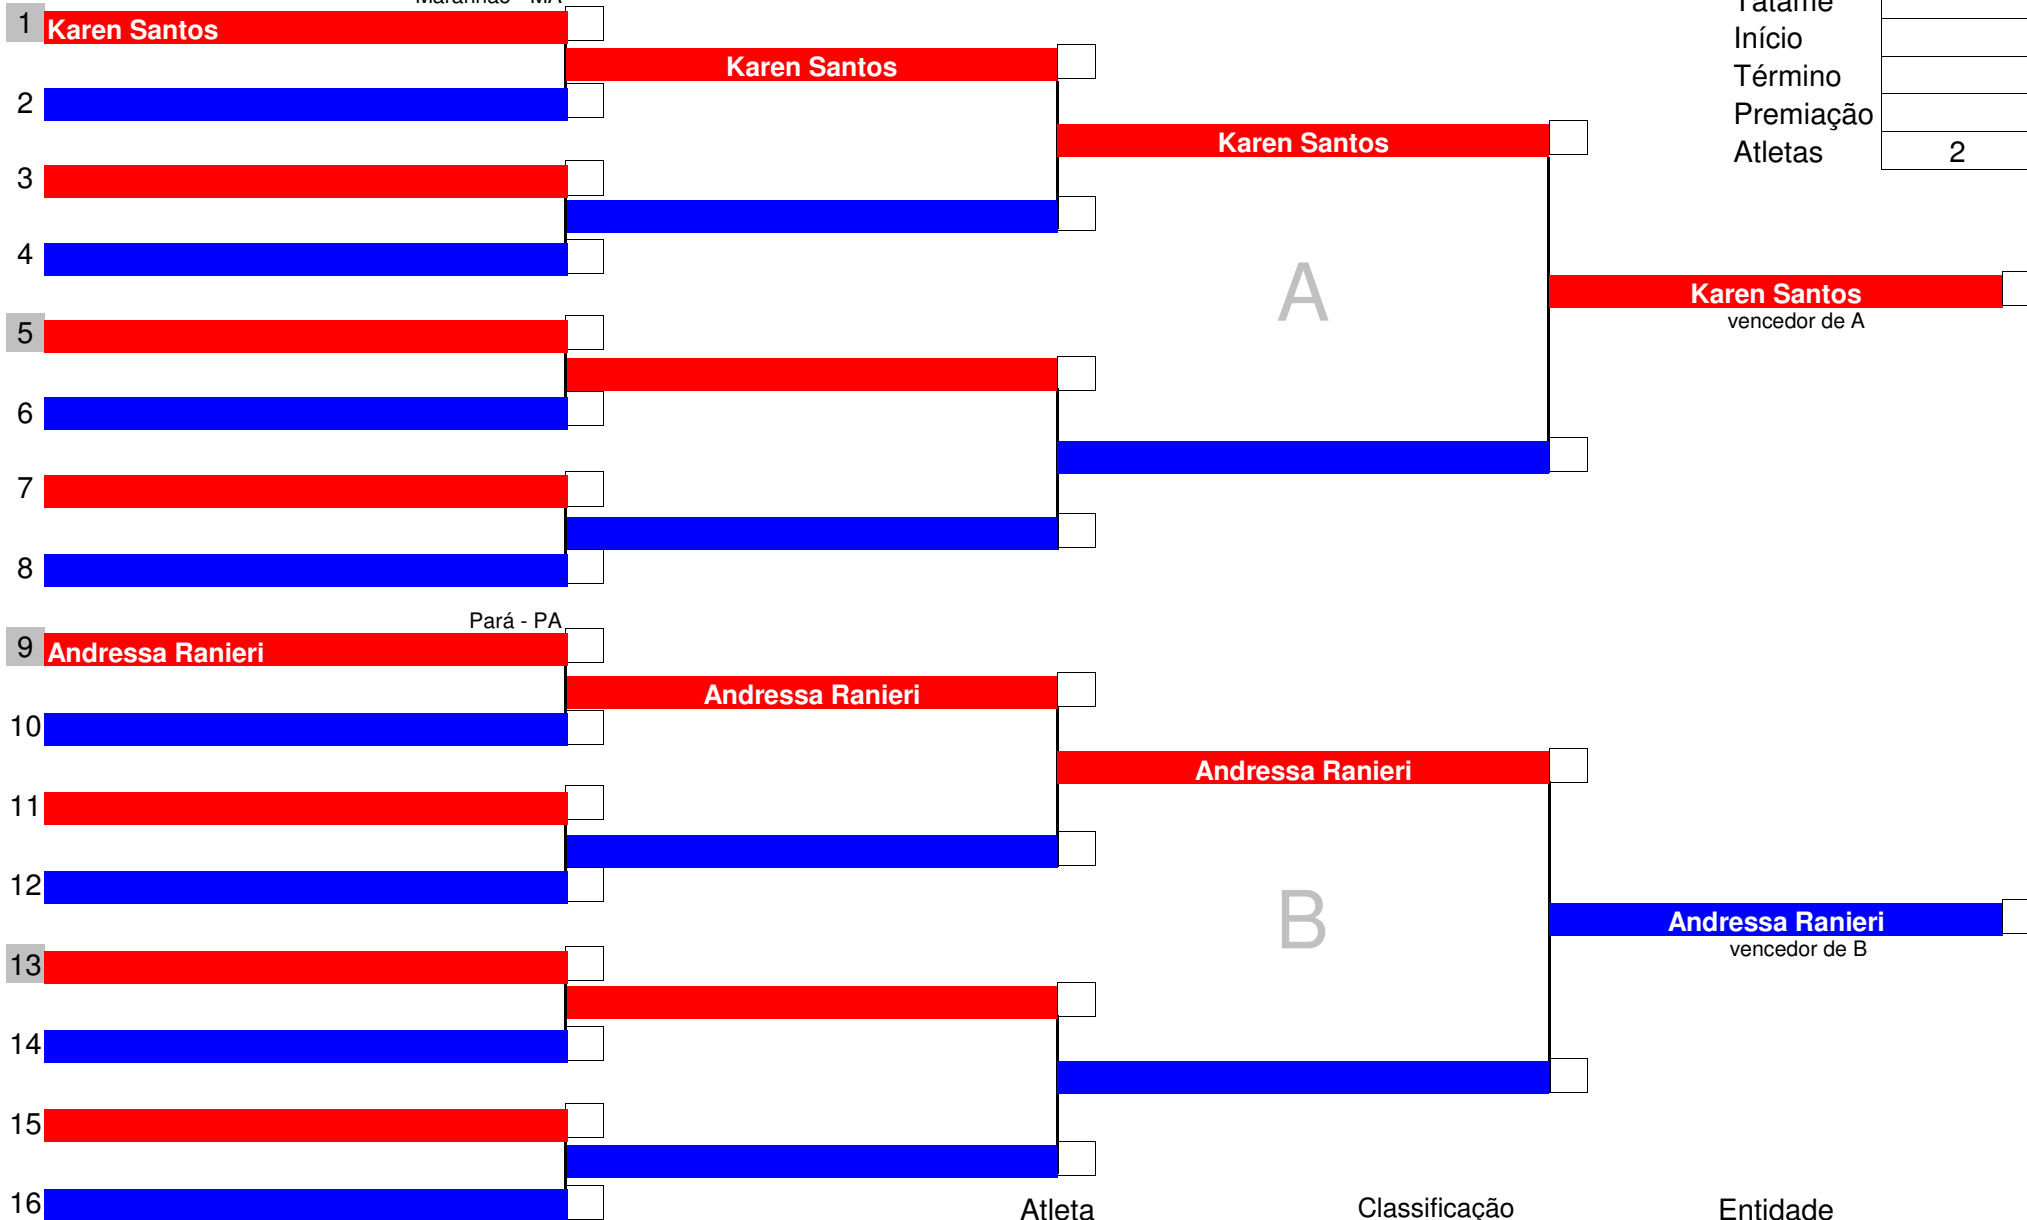 Maranhão - MA
Tatame
1 Karen Santos
Karen Santos
Início
Término
2
Premiação
Karen Santos
Atletas 2
3
4
A
Karen Santos
vencedor de A
5
6
7
8
Pará - PA
9 Andressa Ranieri
Andressa Ranieri
10
Andressa Ranieri
11
12
B
Andressa Ranieri
vencedor de B
13
14
15
16
Atleta Classificação Entidade